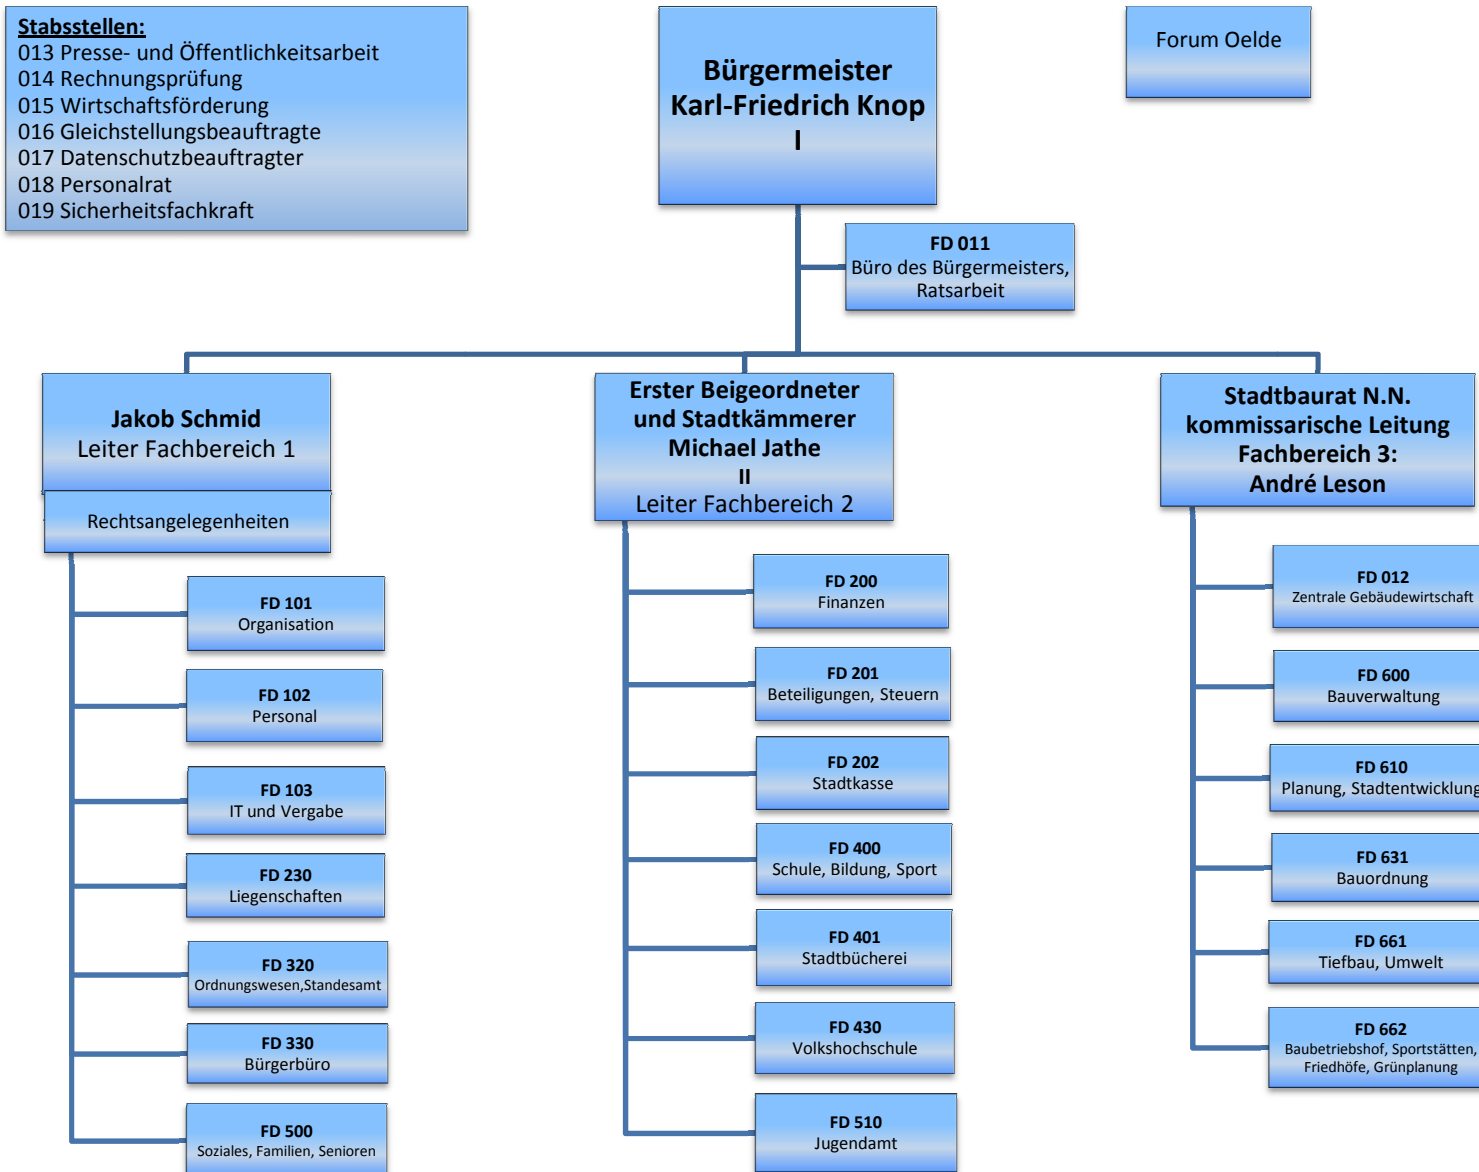 Stabsstellen:
013 Presse- und Öffentlichkeitsarbeit
014 Rechnungsprüfung
015 Wirtschaftsförderung
016 Gleichstellungsbeauftragte
017 Datenschutzbeauftragter
018 Personalrat
019 Sicherheitsfachkraft
Bürgermeister
Karl-Friedrich Knop
I
Forum Oelde
FD 011
Büro des Bürgermeisters,
Ratsarbeit
Jakob Schmid
Leiter Fachbereich 1
Rechtsangelegenheiten
FD 101
Organisation
FD 102
Personal
FD 103
IT und Vergabe
FD 230
Liegenschaften
FD 320
Ordnungswesen,Standesamt
FD 330
Bürgerbüro
FD 500
Soziales, Familien, Senioren
Erster Beigeordneter
und Stadtkämmerer
Michael Jathe
II
Leiter Fachbereich 2
FD 200
Finanzen
FD 201
Beteiligungen, Steuern
FD 202
Stadtkasse
FD 400
Schule, Bildung, Sport
FD 401
Stadtbücherei
FD 430
Volkshochschule
FD 510
Jugendamt
Stadtbaurat N.N.
kommissarische Leitung
Fachbereich 3:
André Leson
FD 012
Zentrale Gebäudewirtschaft
FD 600
Bauverwaltung
FD 610
Planung, Stadtentwicklung
FD 631
Bauordnung
FD 661
Tiefbau, Umwelt
FD 662
Baubetriebshof, Sportstätten,
Friedhöfe, Grünplanung